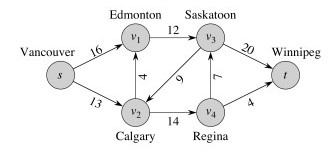 Edmonton Saskatoon
12
v1 v3
Vancouver 16 20 Winnipeg
s 4 9 7 t
13 4
v2 14 v4
Calgary Regina